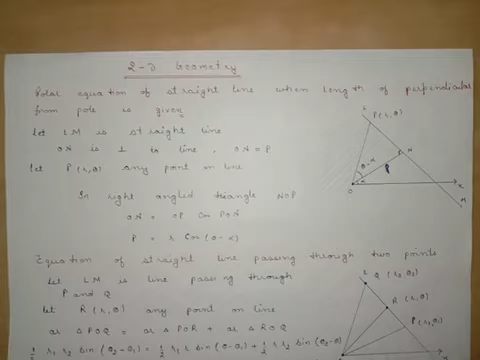 2-D Geometry
Polar equation of straight line when length of perpendicular
from pole is given
L
P(r, θ)
Let LM is straight line
ON is ⊥ to line, ON = P
N
θ-α
P
Let P(r, θ) any point on line
α
O
X
M
In right angled triangle NOP
ON = OP Cos PON
P = r Cos(θ-α)
Equation of straight line passing through two points
L Q(r2, θ2)
Let LM is line passing through
P and Q
R(r, θ)
Let R(r, θ) any point on line
P(r1, θ1)
ar △POQ = ar △POR + ar △ROQ
1/2 r1 r2 sin(θ2-θ1) = 1/2 r1 r sin(θ-θ1) + 1/2 r r2 sin(θ2-θ)